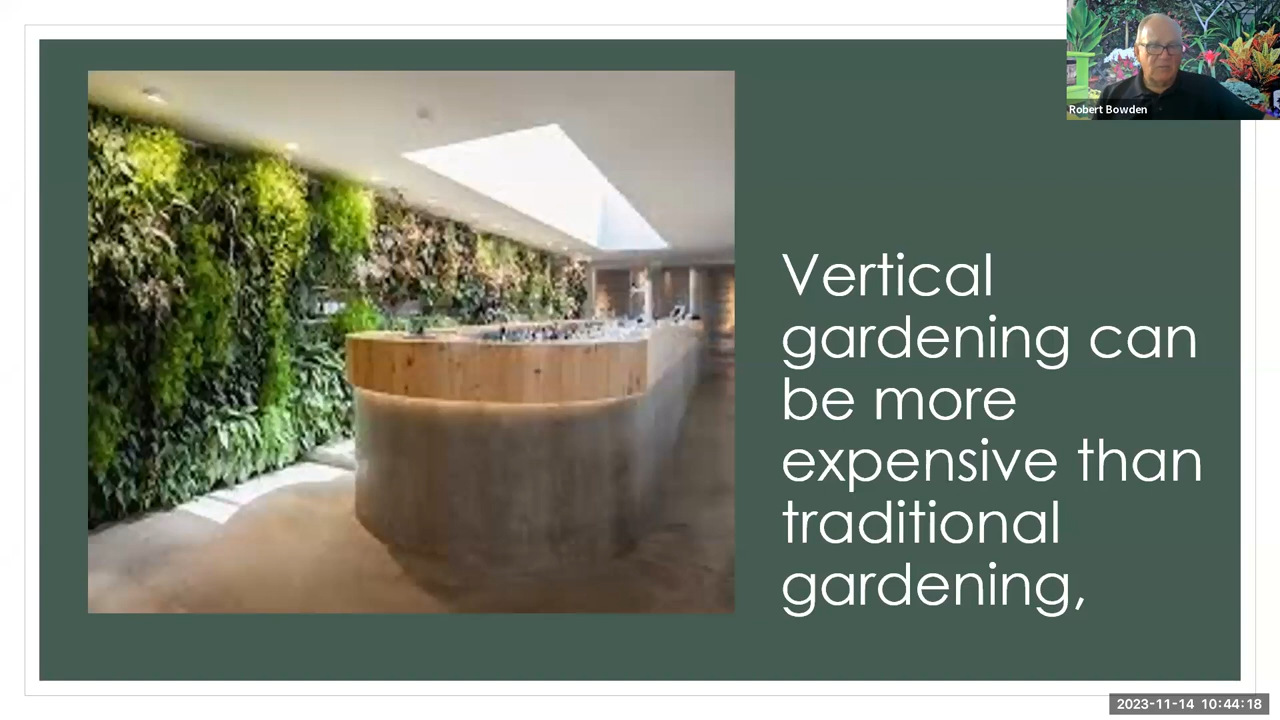 Robert Bowden
Vertical
gardening can
be more
expensive than
traditional
gardening,
2023-11-14 10:44:18